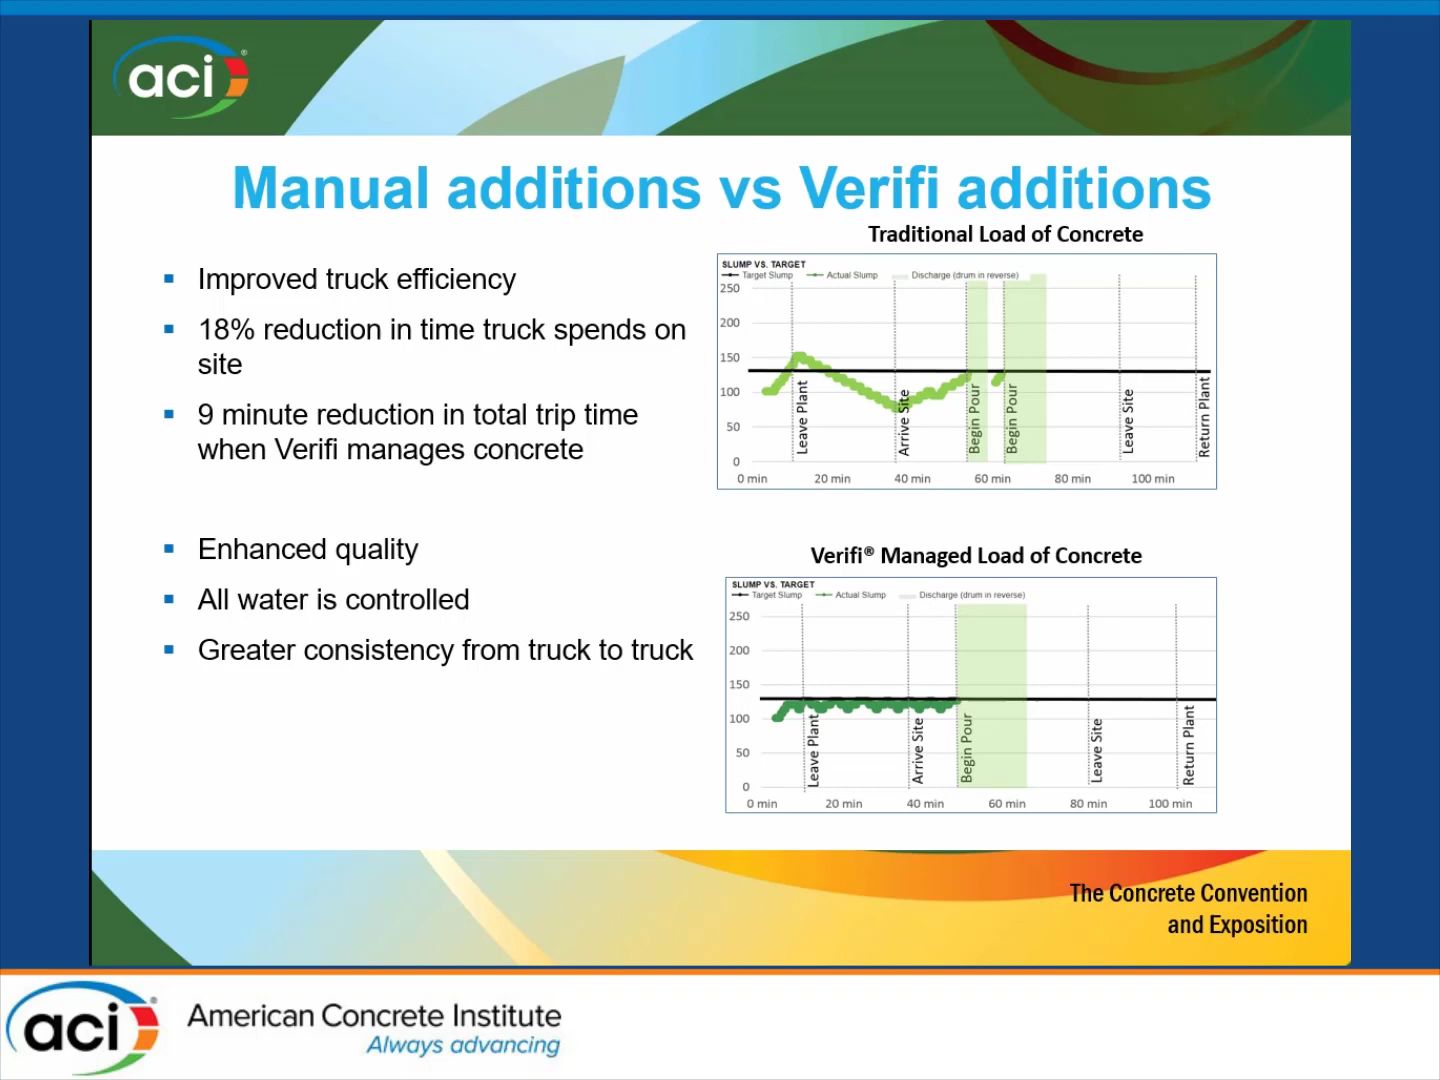 aci®
Manual additions vs Verifi additions
Improved truck efficiency
18% reduction in time truck spends on
site
9 minute reduction in total trip time
when Verifi manages concrete
Enhanced quality
All water is controlled
Greater consistency from truck to truck
Traditional Load of Concrete
SLUMP VS. TARGET
Target Slump Actual Slump Discharge (drum in reverse)
250
200
150
100
50
0
Leave Plant
Arrive Site
Begin Pour
Begin Pour
Leave Site
Return Plant
0 min 20 min 40 min 60 min 80 min 100 min
Verifi® Managed Load of Concrete
SLUMP VS. TARGET
Target Slump Actual Slump Discharge (drum in reverse)
250
200
150
100
50
0
Leave Plant
Arrive Site
Begin Pour
Leave Site
Return Plant
0 min 20 min 40 min 60 min 80 min 100 min
The Concrete Convention
and Exposition
aci®
American Concrete Institute
Always advancing